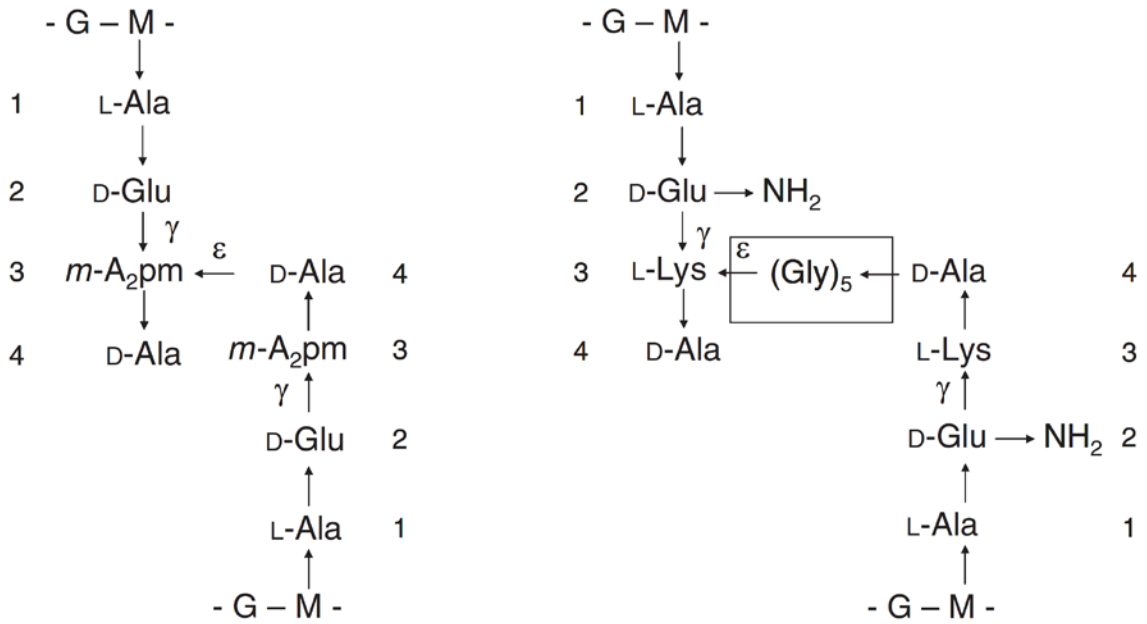 - G – M -
1 L-Ala
2 D-Glu
γ
ε
3 m-A₂pm D-Ala 4
4 D-Ala m-A₂pm 3
γ
D-Glu 2
L-Ala 1
- G – M -
- G – M -
1 L-Ala
2 D-Glu NH₂
γ
ε
3 L-Lys (Gly)₅ D-Ala 4
4 D-Ala L-Lys 3
γ
D-Glu NH₂ 2
L-Ala 1
- G – M -